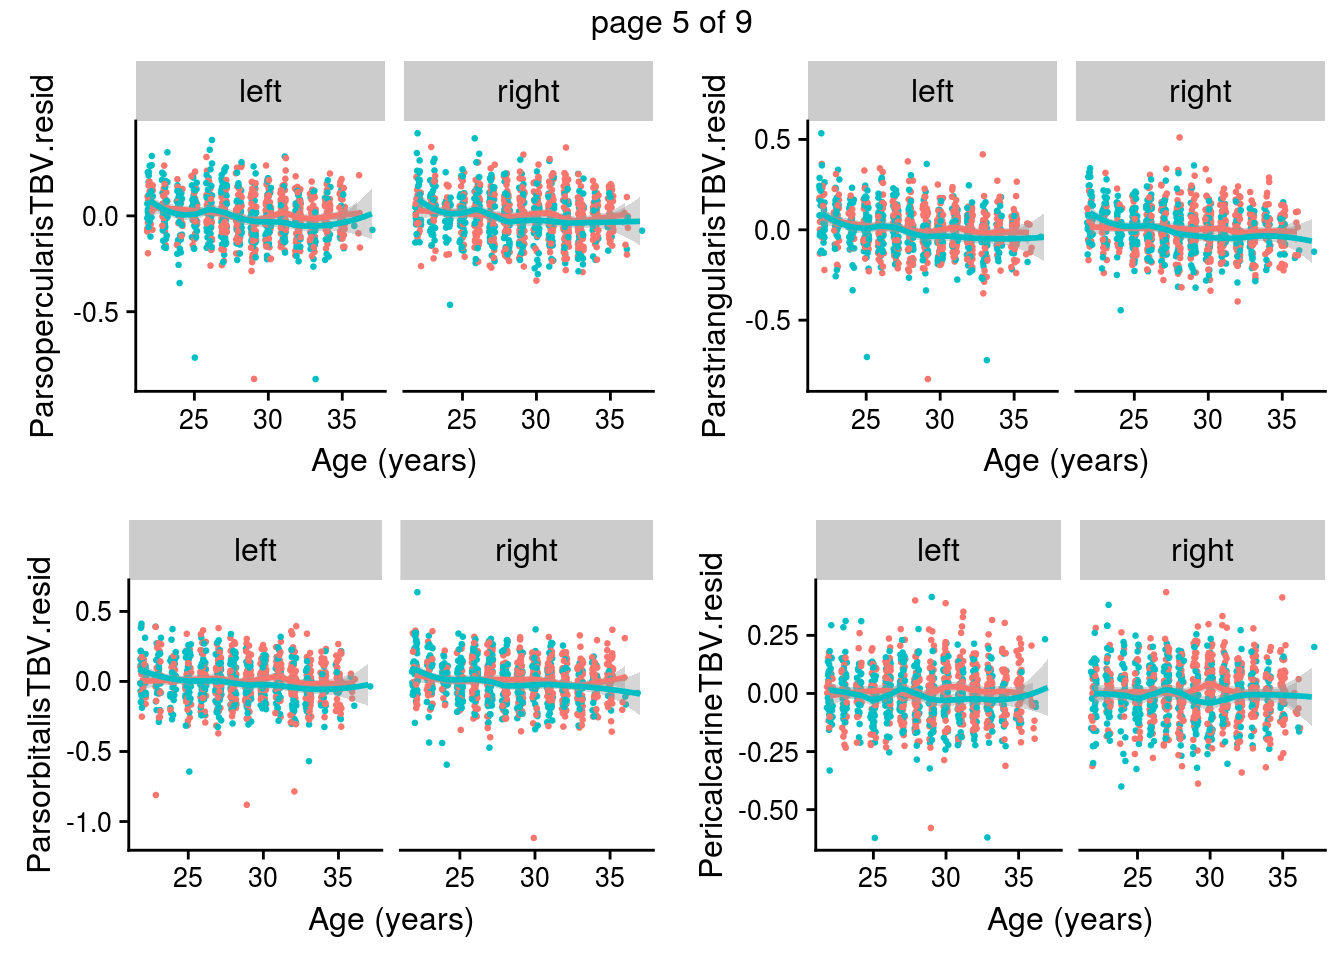 page 5 of 9
ParsopercularisTBV.resid
left
right
0.0
-0.5
25
30
35
25
30
35
Age (years)
ParstriangularisTBV.resid
left
right
0.5
0.0
-0.5
25
30
35
25
30
35
Age (years)
ParsorbitalisTBV.resid
left
right
0.5
0.0
-0.5
-1.0
25
30
35
25
30
35
Age (years)
PericalcarineTBV.resid
left
right
0.25
0.00
-0.25
-0.50
25
30
35
25
30
35
Age (years)